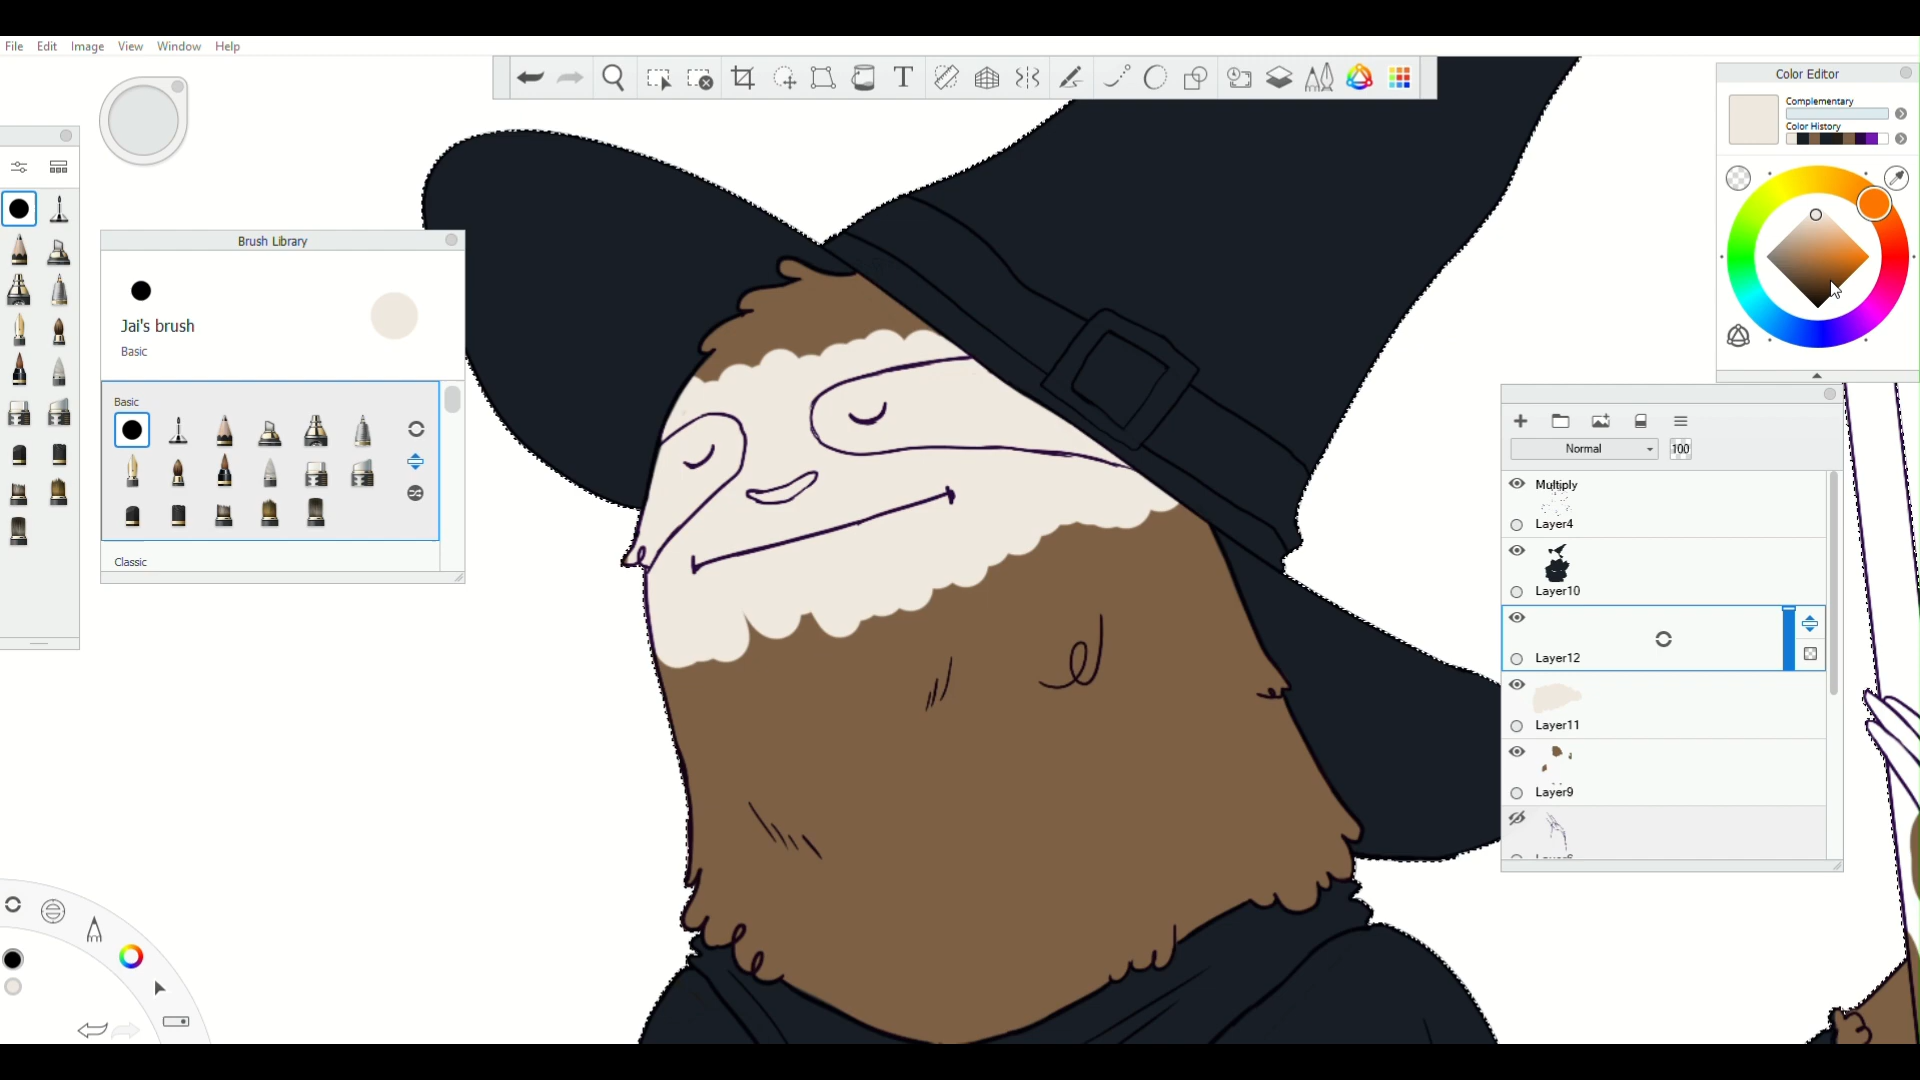 File Edit Image View Window Help
T
Color Editor
Complementary
Color History
Brush Library
Jai's brush
Basic
Basic
Classic
Normal 100
Multiply
Layer4
Layer10
Layer12
Layer11
Layer9